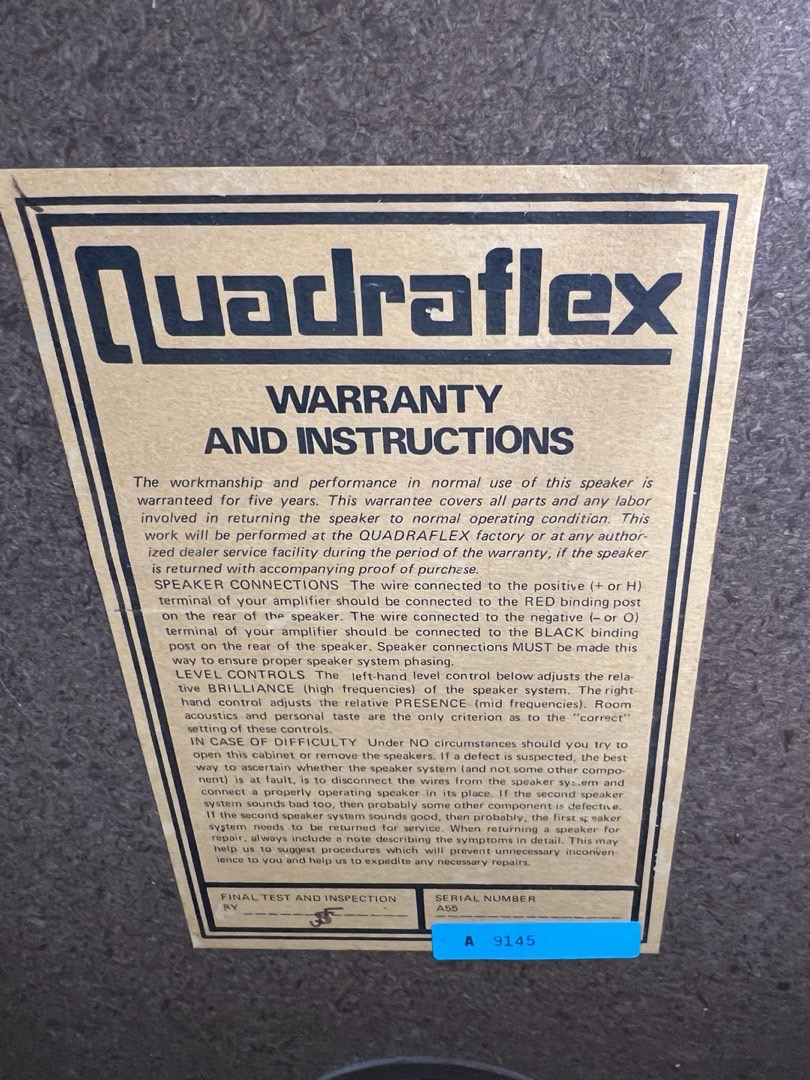 Quadraflex
WARRANTY
AND INSTRUCTIONS
The workmanship and performance in normal use of this speaker is
warranteed for five years. This warrantee covers all parts and any labor
involved in returning the speaker to normal operating condition. This
work will be performed at the QUADRAFLEX factory or at any author-
ized dealer service facility during the period of the warranty, if the speaker
is returned with accompanying proof of purchase.
SPEAKER CONNECTIONS The wire connected to the positive (+ or H)
terminal of your amplifier should be connected to the RED binding post
on the rear of the speaker. The wire connected to the negative (– or O)
terminal of your amplifier should be connected to the BLACK binding
post on the rear of the speaker. Speaker connections MUST be made this
way to ensure proper speaker system phasing.
LEVEL CONTROLS The left-hand level control below adjusts the rela-
tive BRILLIANCE (high frequencies) of the speaker system. The right-
hand control adjusts the relative PRESENCE (mid frequencies). Room
acoustics and personal taste are the only criterion as to the "correct"
setting of these controls.
IN CASE OF DIFFICULTY Under NO circumstances should you try to
open this cabinet or remove the speakers. If a defect is suspected, the best
way to ascertain whether the speaker system (and not some other compo-
nent) is at fault, is to disconnect the wires from the speaker system and
connect a properly operating speaker in its place. If the second speaker
system sounds bad too, then probably some other component is defective.
If the second speaker system sounds good, then probably, the first speaker
system needs to be returned for service. When returning a speaker for
repair, always include a note describing the symptoms in detail. This may
help us to suggest procedures which will prevent unnecessary inconven-
ience to you and help us to expedite any necessary repairs.
FINAL TEST AND INSPECTION
BY
SERIAL NUMBER
A55
A 9145